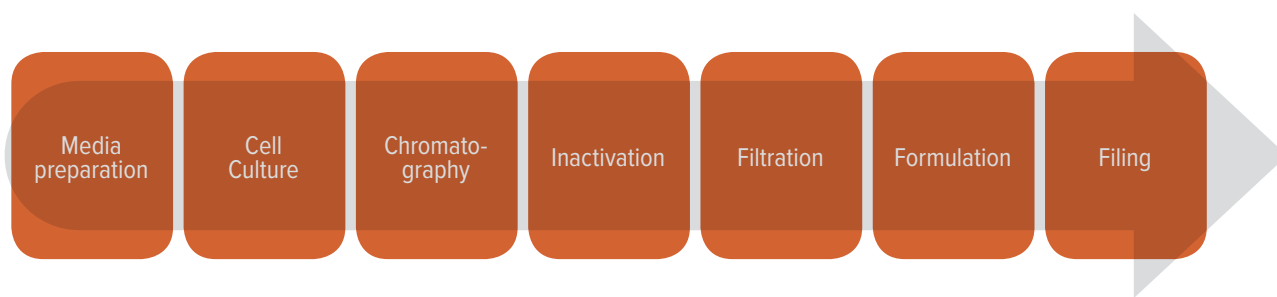 Media
preparation
Cell
Culture
Chromato-
graphy
Inactivation
Filtration
Formulation
Filing